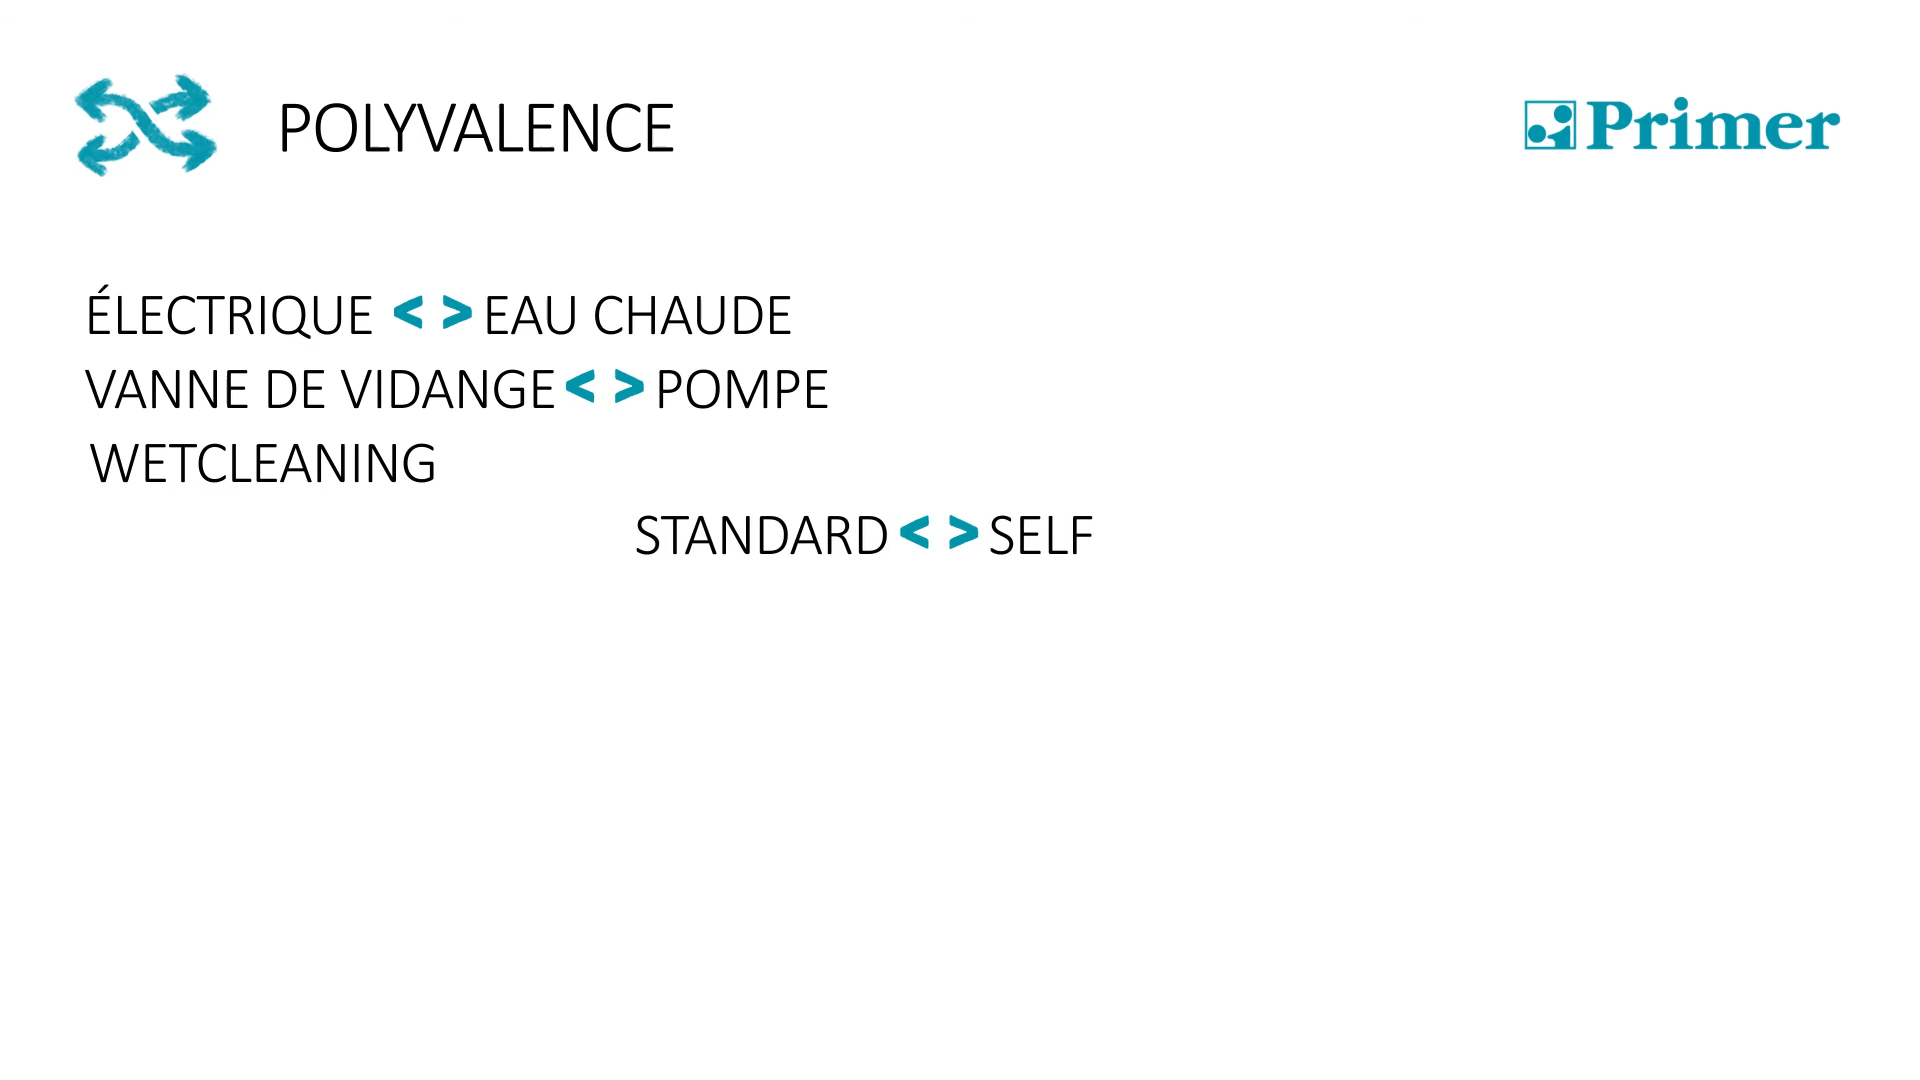 POLYVALENCE
Primer
ÉLECTRIQUE < > EAU CHAUDE
VANNE DE VIDANGE < > POMPE
WETCLEANING
STANDARD < > SELF